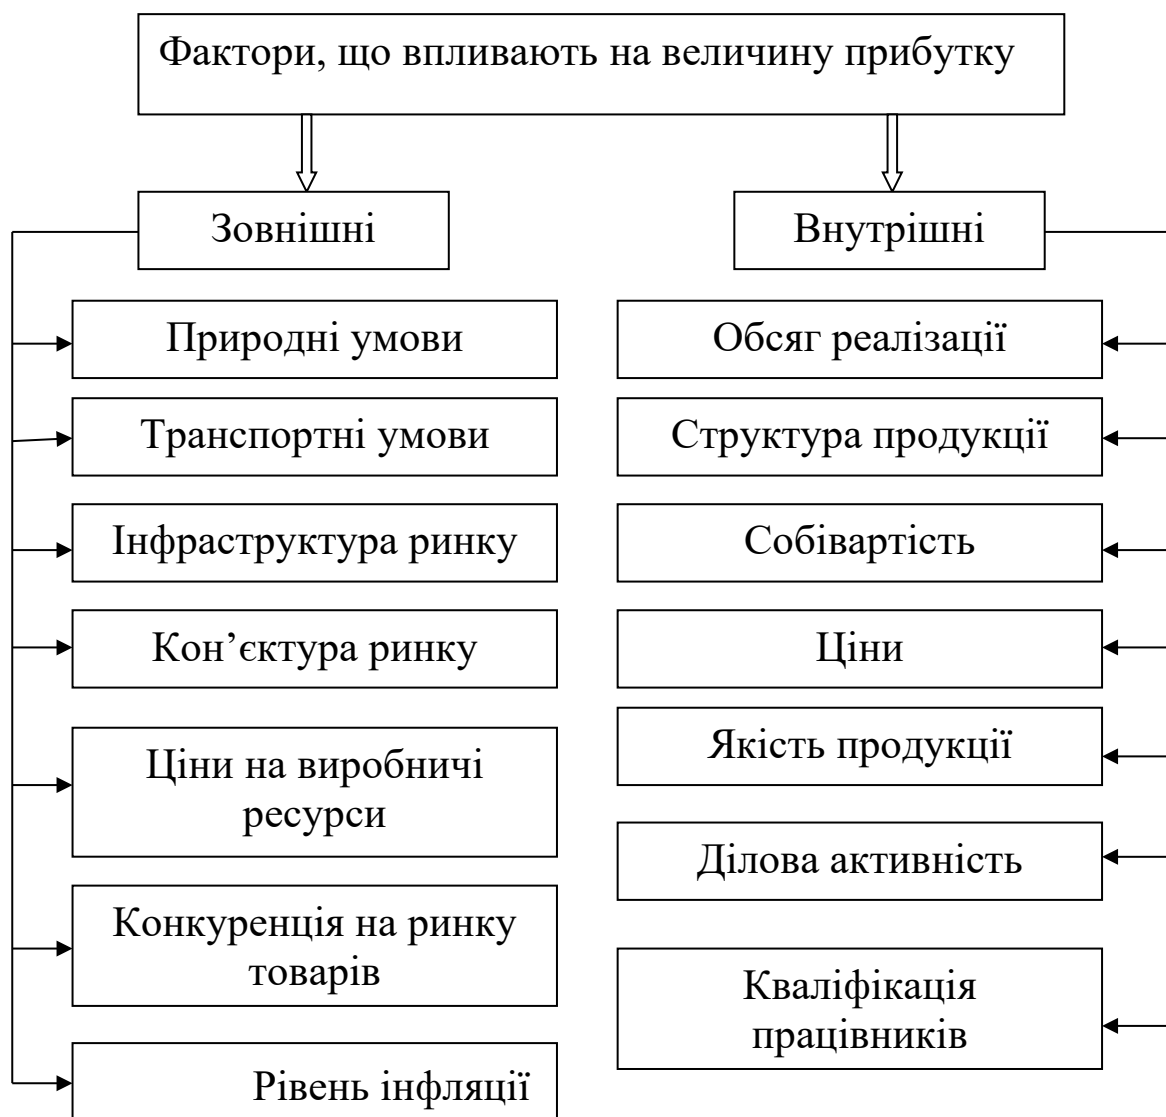 Фактори, що впливають на величину прибутку
Зовнішні
Внутрішні
Природні умови
Транспортні умови
Інфраструктура ринку
Кон’єктура ринку
Ціни на виробничі
ресурси
Конкуренція на ринку
товарів
Рівень інфляції
Обсяг реалізації
Структура продукції
Собівартість
Ціни
Якість продукції
Ділова активність
Кваліфікація
працівників